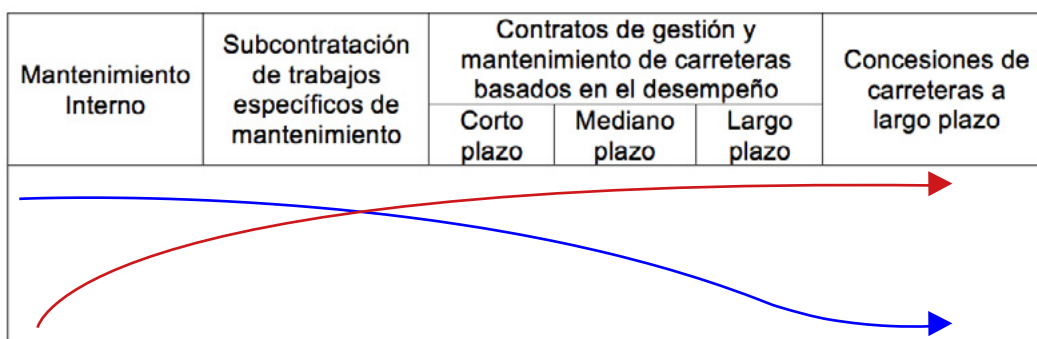 Mantenimiento
Interno
Subcontratación
de trabajos
específicos de
mantenimiento
Contratos de gestión y
mantenimiento de carreteras
basados en el desempeño
Corto
plazo
Mediano
plazo
Largo
plazo
Concesiones de
carreteras a
largo plazo